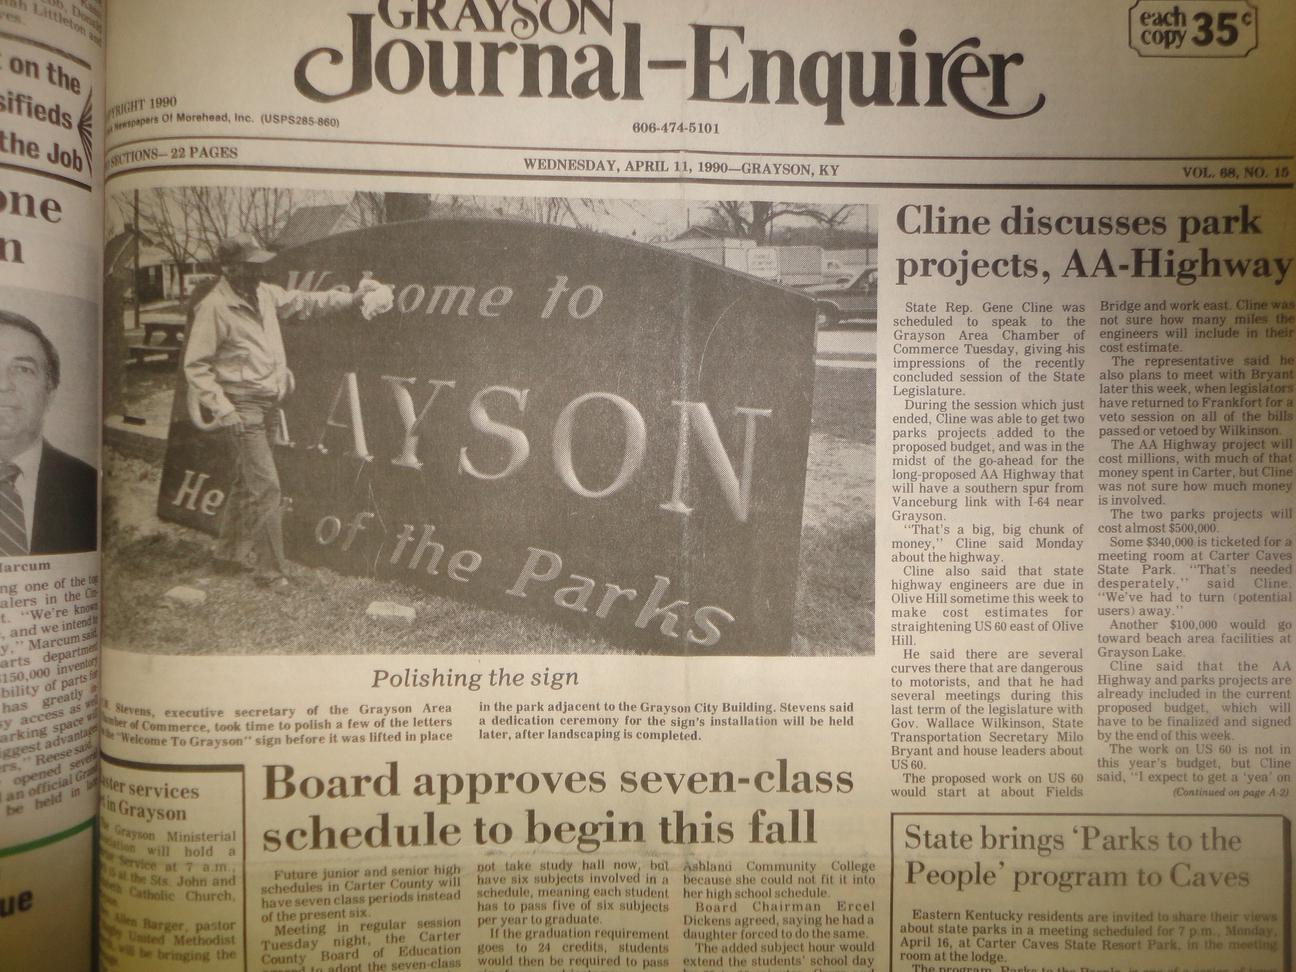 GRAYSON
Journal-Enquirer
each
copy 35¢
1990
Newspapers Of Morehead, Inc. (USPS285-860)
606-474-5101
SECTIONS— 22 PAGES
WEDNESDAY, APRIL 11, 1990—GRAYSON, KY
VOL. 68, NO. 15
on the
the Job
Marcum
Welcome to
AYSON
He of the Parks
Polishing the sign
Stevens, executive secretary of the Grayson Area
of Commerce, took time to polish a few of the letters
"Welcome To Grayson" sign before it was lifted in place
in the park adjacent to the Grayson City Building. Stevens said
a dedication ceremony for the sign's installation will be held
later, after landscaping is completed.
Cline discusses park
projects, AA-Highway
State Rep. Gene Cline was
scheduled to speak to the
Grayson Area Chamber of
Commerce Tuesday, giving his
impressions of the recently
concluded session of the State
Legislature.
During the session which just
ended, Cline was able to get two
parks projects added to the
proposed budget, and was in the
midst of the go-ahead for the
long-proposed AA Highway that
will have a southern spur from
Vanceburg link with I-64 near
Grayson.
"That's a big, big chunk of
money," Cline said Monday
about the highway.
Cline also said that state
highway engineers are due in
Olive Hill sometime this week to
make cost estimates for
straightening US 60 east of Olive
Hill.
He said there are several
curves there that are dangerous
to motorists, and that he had
several meetings during this
last term of the legislature with
Gov. Wallace Wilkinson, State
Transportation Secretary Milo
Bryant and house leaders about
US 60.
The proposed work on US 60
would start at about Fields
Bridge and work east. Cline was
not sure how many miles the
engineers will include in their
cost estimate.
The representative said he
also plans to meet with Bryant
later this week, when legislators
have returned to Frankfort for a
veto session on all of the bills
passed or vetoed by Wilkinson.
The AA Highway project will
cost millions, with much of that
money spent in Carter, but Cline
was not sure how much money
is involved.
The two parks projects will
cost almost $500,000.
Some $340,000 is ticketed for a
meeting room at Carter Caves
State Park. "That's needed
desperately," said Cline.
"We've had to turn (potential
users) away."
Another $100,000 would go
toward beach area facilities at
Grayson Lake.
Cline said that the AA
Highway and parks projects are
already included in the current
proposed budget, which will
have to be finalized and signed
by the end of this week.
The work on US 60 is not in
this year's budget, but Cline
said, "I expect to get a 'yea' on
(Continued on page A-2)
services
in Grayson
Grayson Ministerial
will hold a
Service at 7 a.m.,
at the Sts. John and
Catholic Church,
Allen Barger, pastor
United Methodist
will be bringing the
Board approves seven-class
schedule to begin this fall
Future junior and senior high
schedules in Carter County will
have seven class periods instead
of the present six.
Meeting in regular session
Tuesday night, the Carter
County Board of Education
to adopt the seven-class
not take study hall now, but
have six subjects involved in a
schedule, meaning each student
has to pass five of six subjects
per year to graduate.
If the graduation requirement
goes to 24 credits, students
would then be required to pass
Ashland Community College
because she could not fit it into
her high school schedule.
Board Chairman Ercel
Dickens agreed, saying he had a
daughter forced to do the same.
The added subject hour would
extend the students' school day
State brings 'Parks to the
People' program to Caves
Eastern Kentucky residents are invited to share their views
about state parks in a meeting scheduled for 7 p.m., Monday,
April 16, at Carter Caves State Resort Park, in the meeting
room at the lodge.